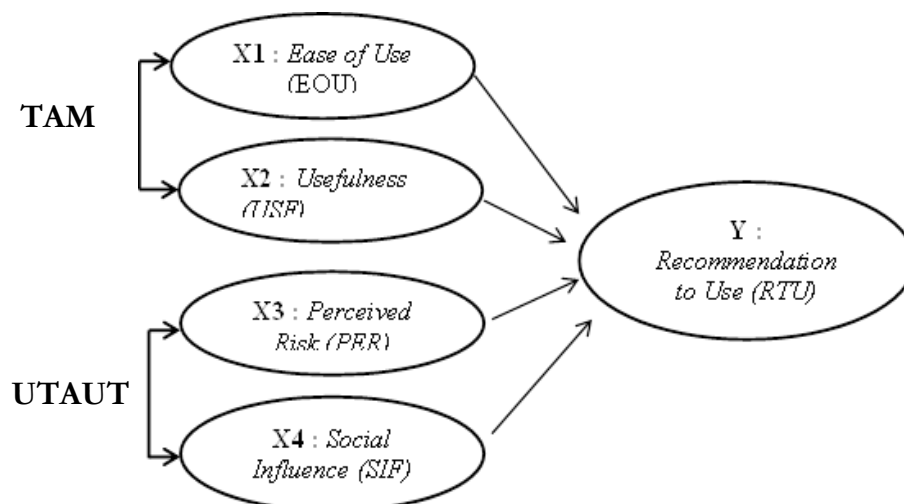 X1 : Ease of Use
(EOU)
TAM
X2 : Usefulness
(USF)
Y :
Recommendation
to Use (RTU)
X3 : Perceived
Risk (PER)
UTAUT
X4 : Social
Influence (SIF)